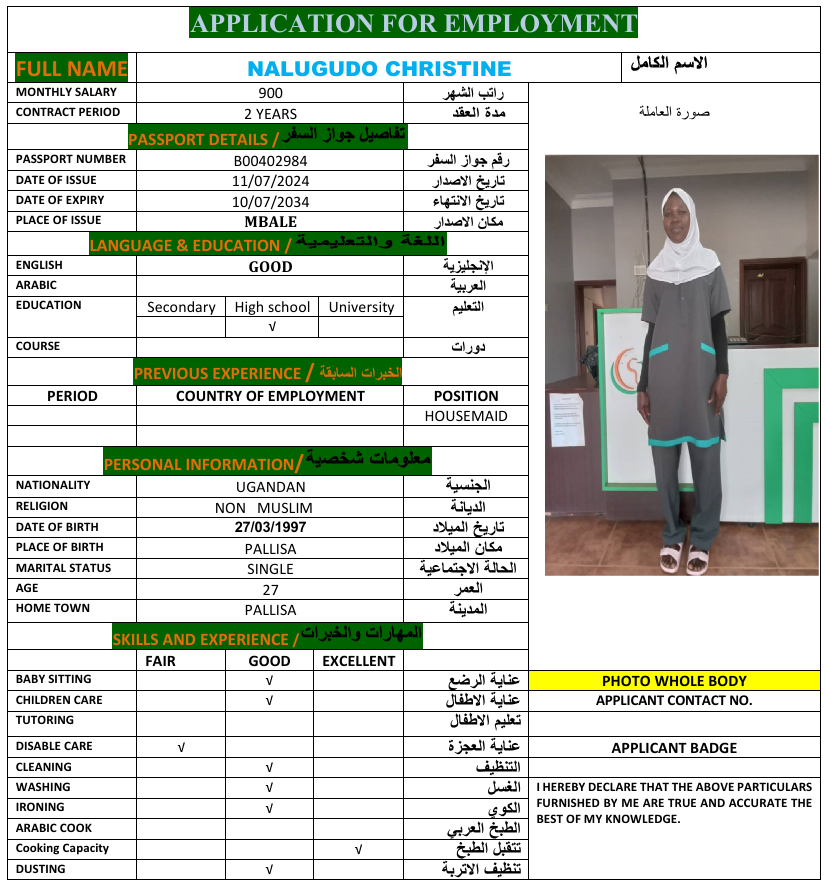 APPLICATION FOR EMPLOYMENT
FULL NAME NALUGUDO CHRISTINE الاسم الكامل
MONTHLY SALARY 900 راتب الشهر
CONTRACT PERIOD 2 YEARS مدة العقد
صورة العاملة
PASSPORT DETAILS / تفاصيل جواز السفر
PASSPORT NUMBER B00402984 رقم جواز السفر
DATE OF ISSUE 11/07/2024 تاريخ الاصدار
DATE OF EXPIRY 10/07/2034 تاريخ الانتهاء
PLACE OF ISSUE MBALE مكان الاصدار
LANGUAGE & EDUCATION / اللغة والتعليمية
ENGLISH GOOD الإنجليزية
ARABIC العربية
EDUCATION Secondary High school University التعليم
√
COURSE دورات
PREVIOUS EXPERIENCE / الخبرات السابقة
PERIOD COUNTRY OF EMPLOYMENT POSITION
HOUSEMAID
PERSONAL INFORMATION/ معلومات شخصية
NATIONALITY UGANDAN الجنسية
RELIGION NON MUSLIM الديانة
DATE OF BIRTH 27/03/1997 تاريخ الميلاد
PLACE OF BIRTH PALLISA مكان الميلاد
MARITAL STATUS SINGLE الحالة الاجتماعية
AGE 27 العمر
HOME TOWN PALLISA المدينة
SKILLS AND EXPERIENCE / المهارات والخبرات
FAIR GOOD EXCELLENT
BABY SITTING √ عناية الرضع
CHILDREN CARE √ عناية الاطفال
TUTORING تعليم الاطفال
DISABLE CARE √ عناية العجزة
CLEANING √ التنظيف
WASHING √ الغسل
IRONING √ الكوي
ARABIC COOK الطبخ العربي
Cooking Capacity √ تتقبل الطبخ
DUSTING √ تنظيف الاتربة
PHOTO WHOLE BODY
APPLICANT CONTACT NO.
APPLICANT BADGE
I HEREBY DECLARE THAT THE ABOVE PARTICULARS
FURNISHED BY ME ARE TRUE AND ACCURATE THE
BEST OF MY KNOWLEDGE.